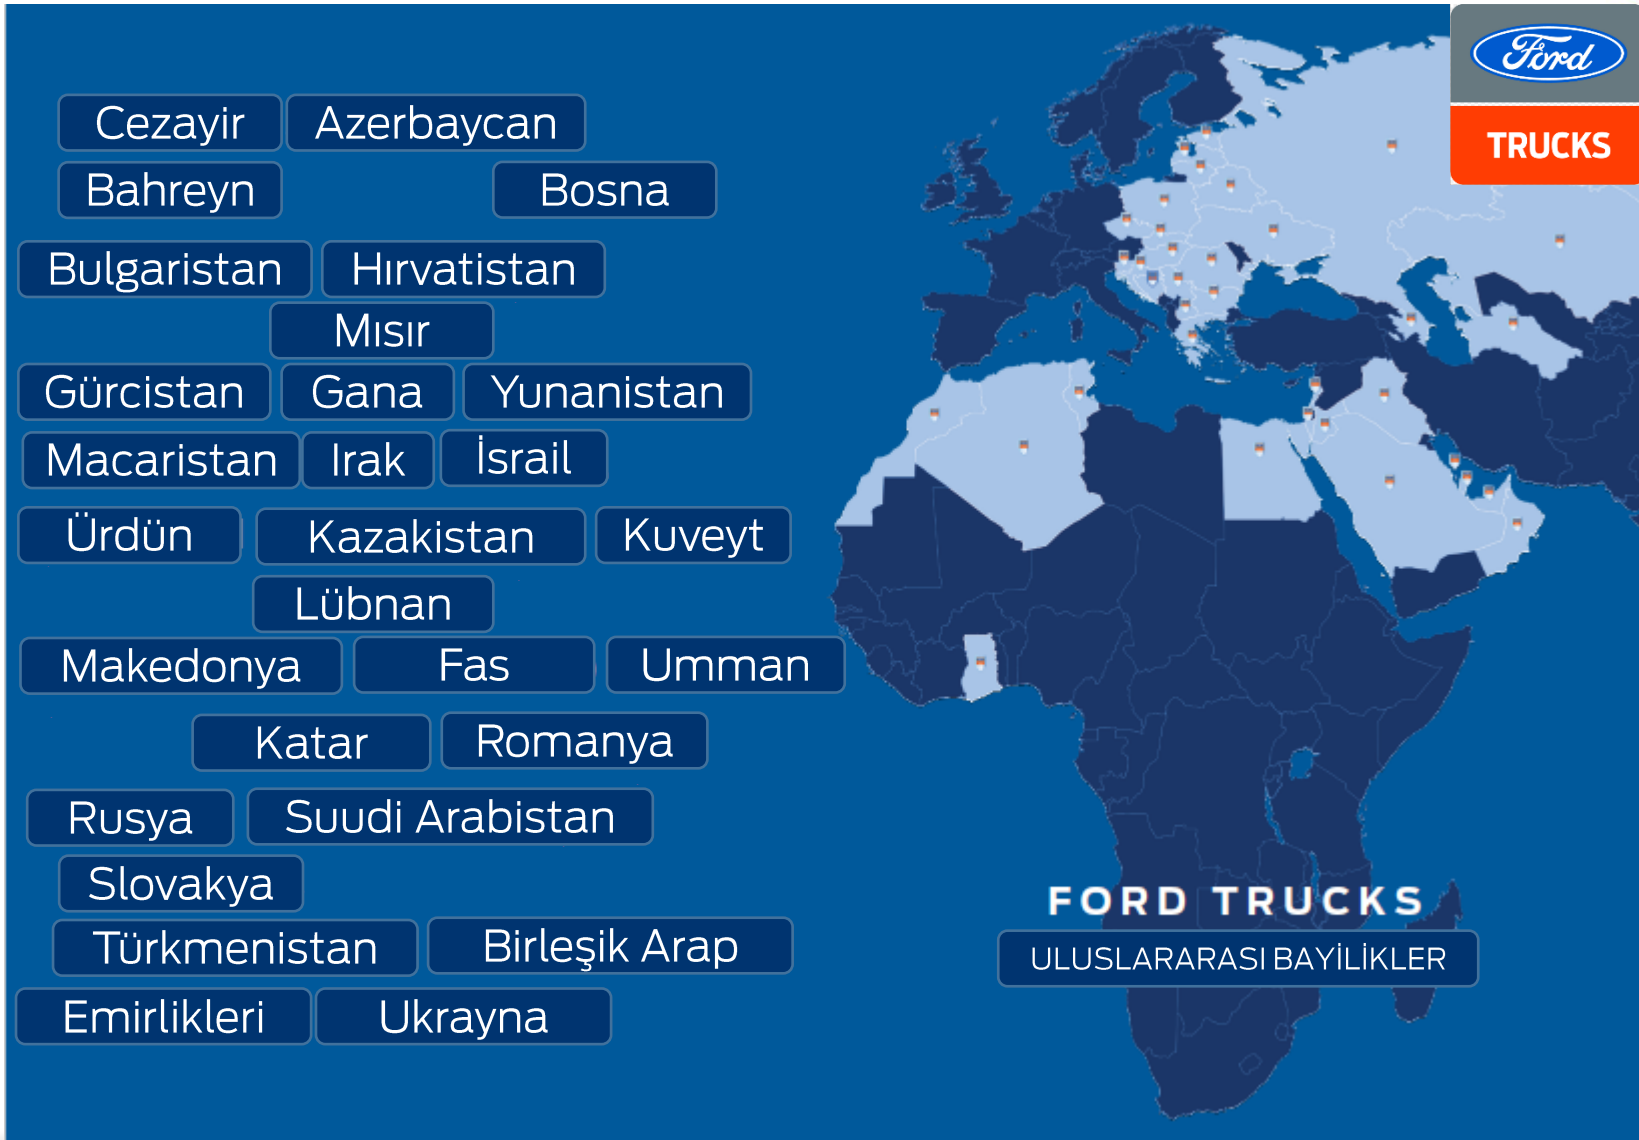 Ford
TRUCKS
Cezayir Azerbaycan
Bahreyn Bosna
Bulgaristan Hırvatistan
Mısır
Gürcistan Gana Yunanistan
Macaristan Irak İsrail
Ürdün Kazakistan Kuveyt
Lübnan
Makedonya Fas Umman
Katar Romanya
Rusya Suudi Arabistan
Slovakya
Türkmenistan Birleşik Arap
Emirlikleri Ukrayna
FORD TRUCKS
ULUSLARARASI BAYİLİKLER